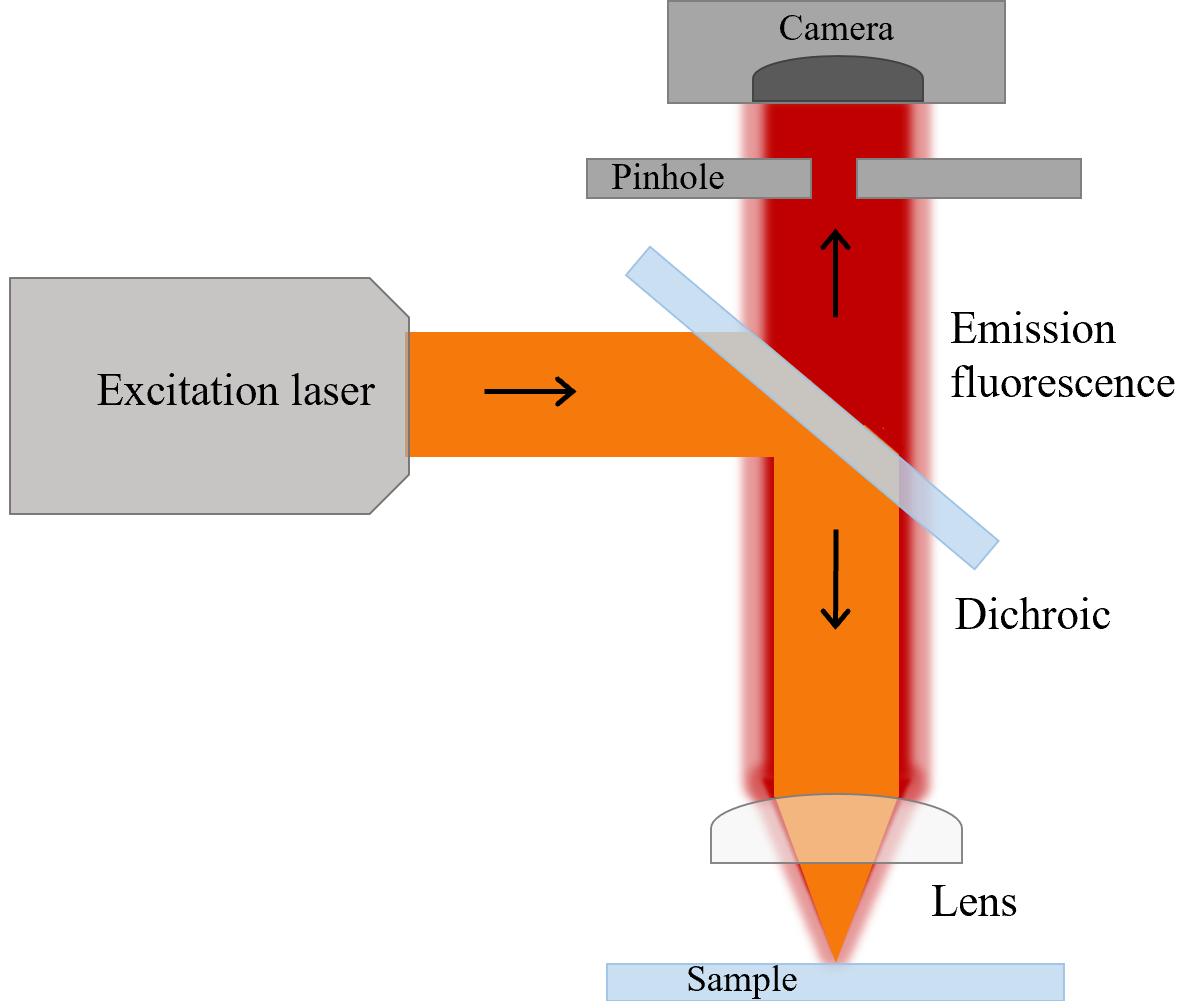 Camera
Pinhole
Emission
fluorescence
Excitation laser
Dichroic
Lens
Sample